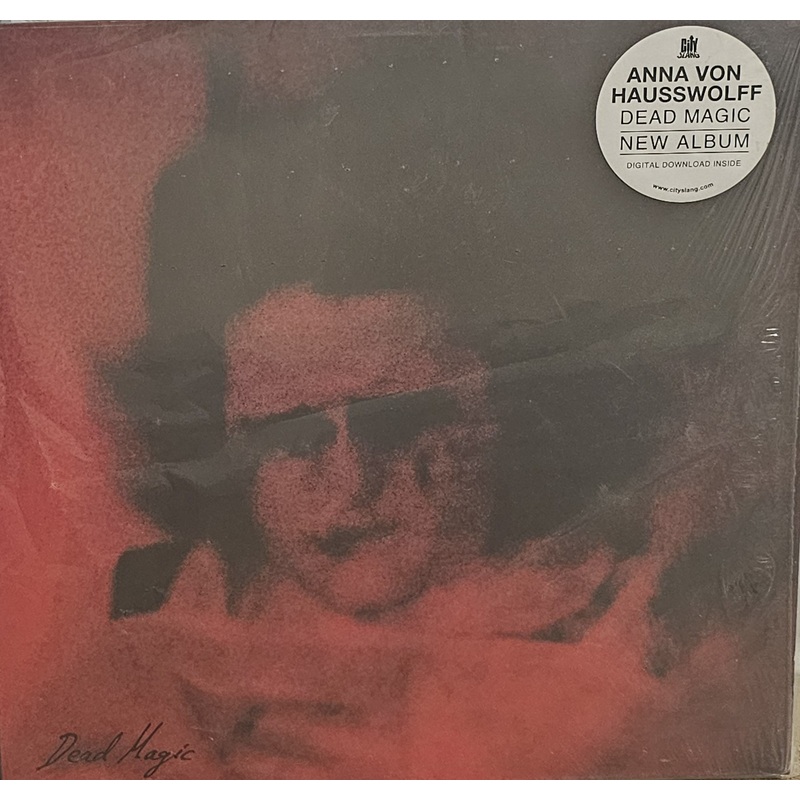 City
SLANG
ANNA VON
HAUSSWOLFF
DEAD MAGIC
NEW ALBUM
DIGITAL DOWNLOAD INSIDE
www.cityslang.com
Dead Magic